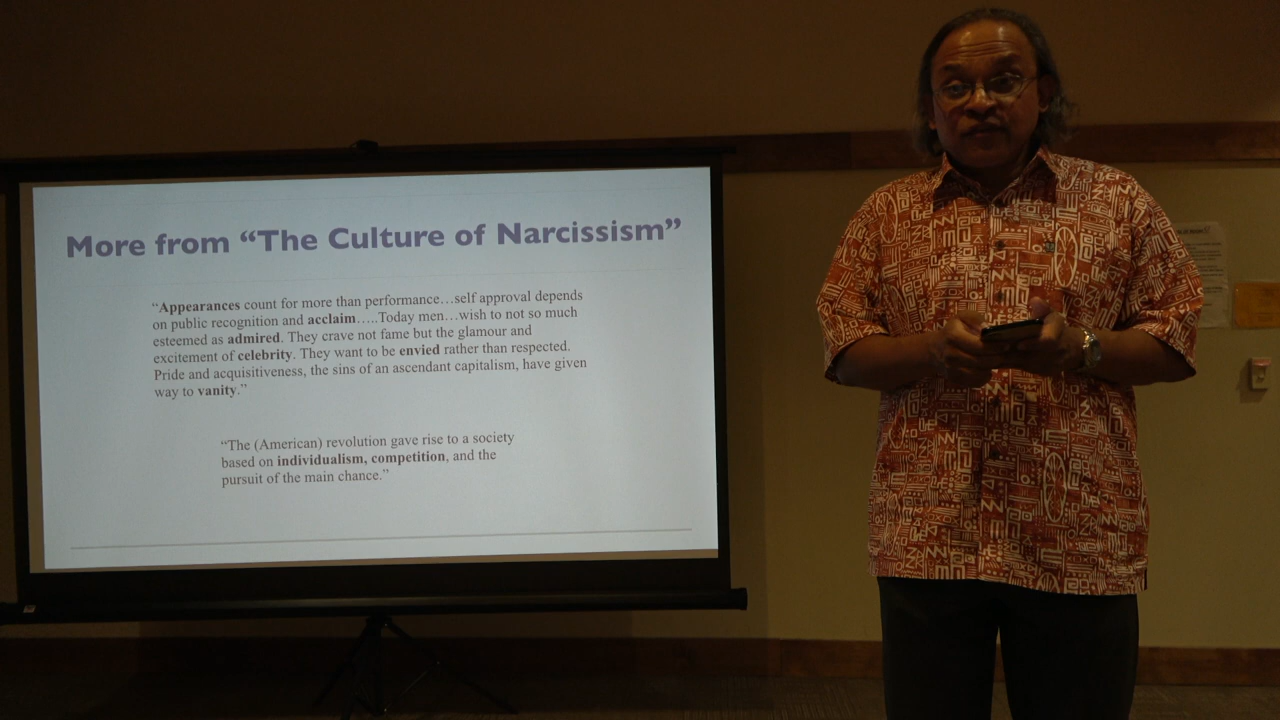 More from “The Culture of Narcissism”
“Appearances count for more than performance…self approval depends
on public recognition and acclaim…..Today men…wish to not so much
esteemed as admired. They crave not fame but the glamour and
excitement of celebrity. They want to be envied rather than respected.
Pride and acquisitiveness, the sins of an ascendant capitalism, have given
way to vanity.”
“The (American) revolution gave rise to a society
based on individualism, competition, and the
pursuit of the main chance.”